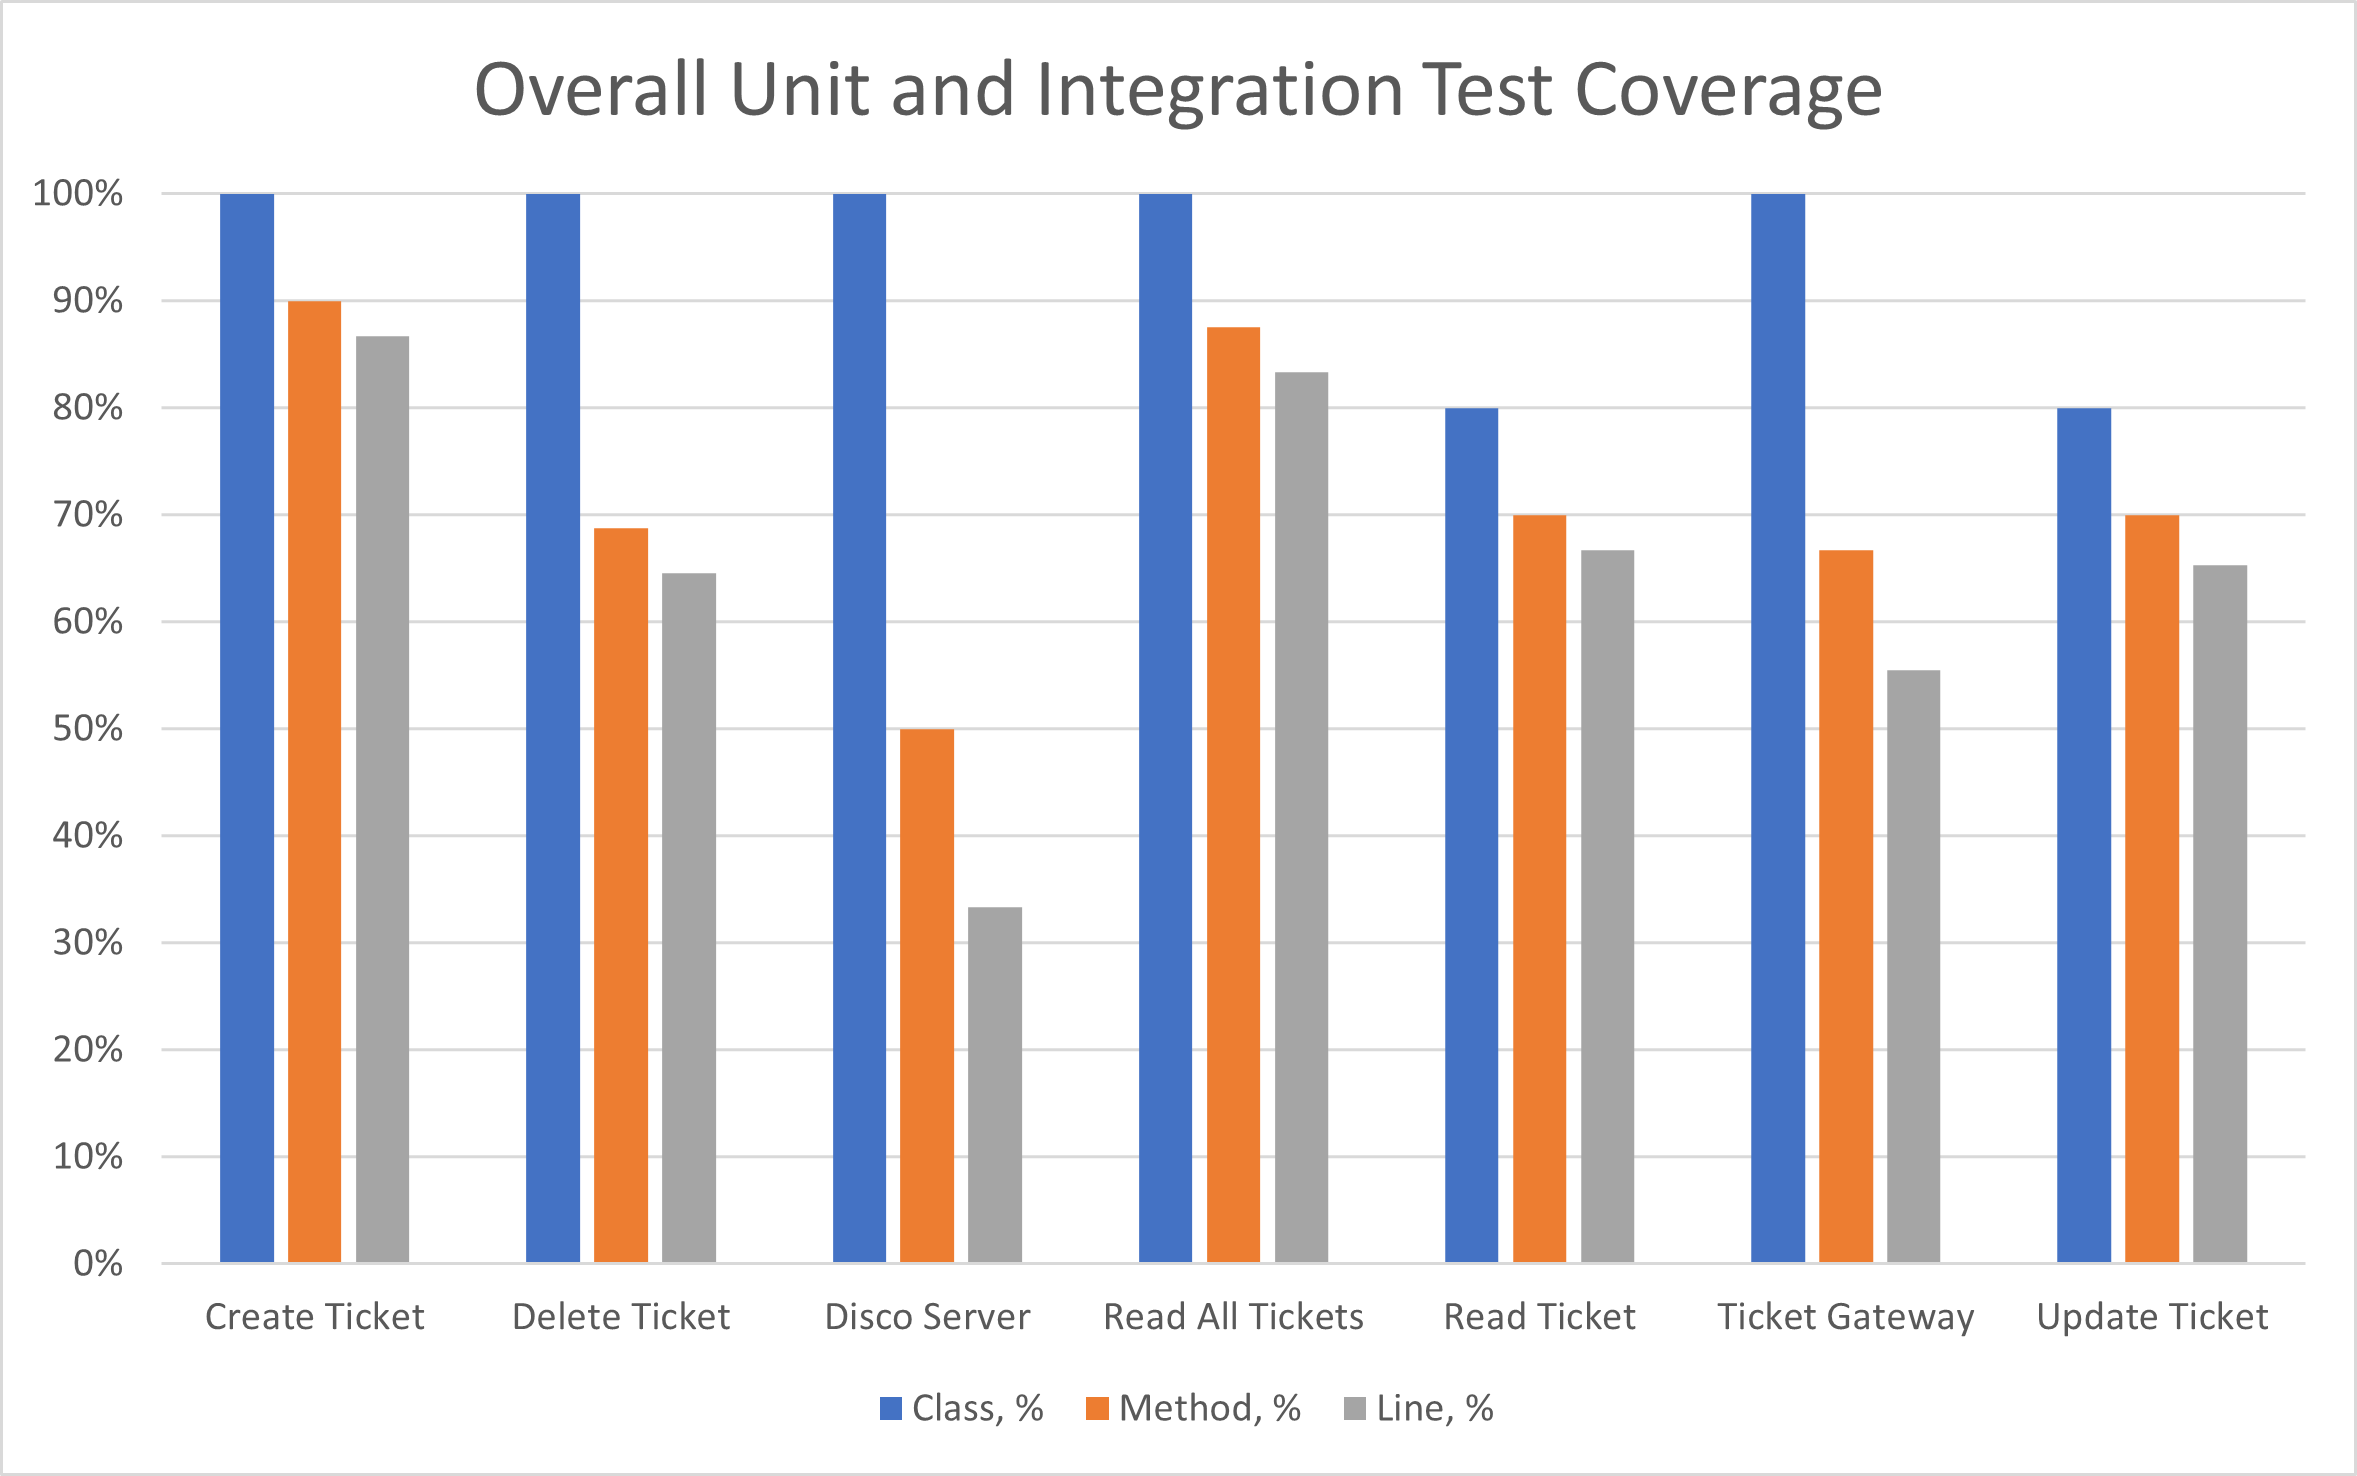 Overall Unit and Integration Test Coverage
100%
90%
80%
70%
60%
50%
40%
30%
20%
10%
0%
Create Ticket
Delete Ticket
Disco Server
Read All Tickets
Read Ticket
Ticket Gateway
Update Ticket
Class, %
Method, %
Line, %